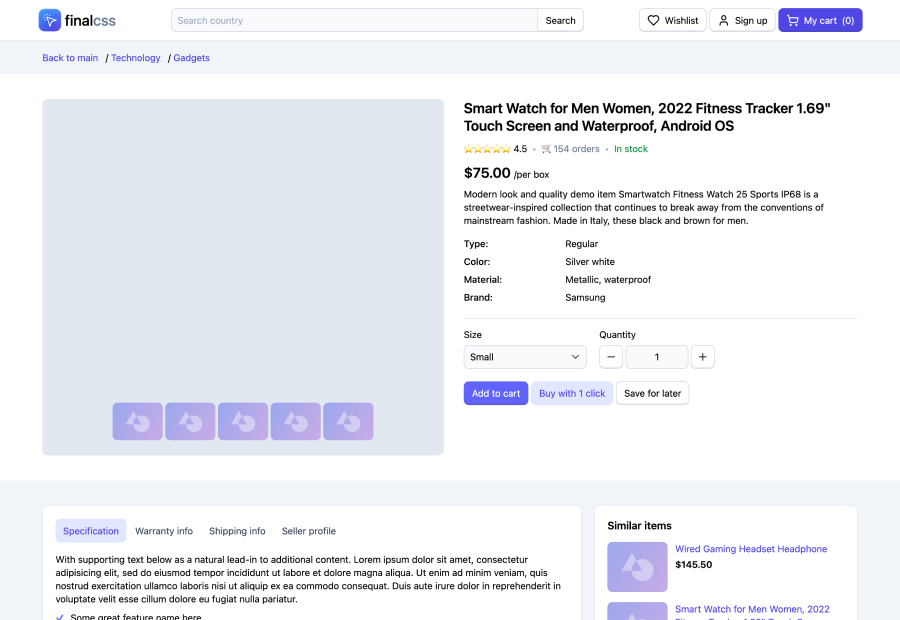 finalcss
Search country
Search
Wishlist
Sign up
My cart (0)
Back to main / Technology / Gadgets
Smart Watch for Men Women, 2022 Fitness Tracker 1.69"
Touch Screen and Waterproof, Android OS
4.5 • 154 orders • In stock
$75.00 /per box
Modern look and quality demo item Smartwatch Fitness Watch 25 Sports IP68 is a
streetwear-inspired collection that continues to break away from the conventions of
mainstream fashion. Made in Italy, these black and brown for men.
Type: Regular
Color: Silver white
Material: Metallic, waterproof
Brand: Samsung
Size
Quantity
Small
1
Add to cart
Buy with 1 click
Save for later
Specification
Warranty info
Shipping info
Seller profile
With supporting text below as a natural lead-in to additional content. Lorem ipsum dolor sit amet, consectetur
adipisicing elit, sed do eiusmod tempor incididunt ut labore et dolore magna aliqua. Ut enim ad minim veniam, quis
nostrud exercitation ullamco laboris nisi ut aliquip ex ea commodo consequat. Duis aute irure dolor in reprehenderit in
voluptate velit esse cillum dolore eu fugiat nulla pariatur.
Some great feature name here
Similar items
Wired Gaming Headset Headphone
$145.50
Smart Watch for Men Women, 2022